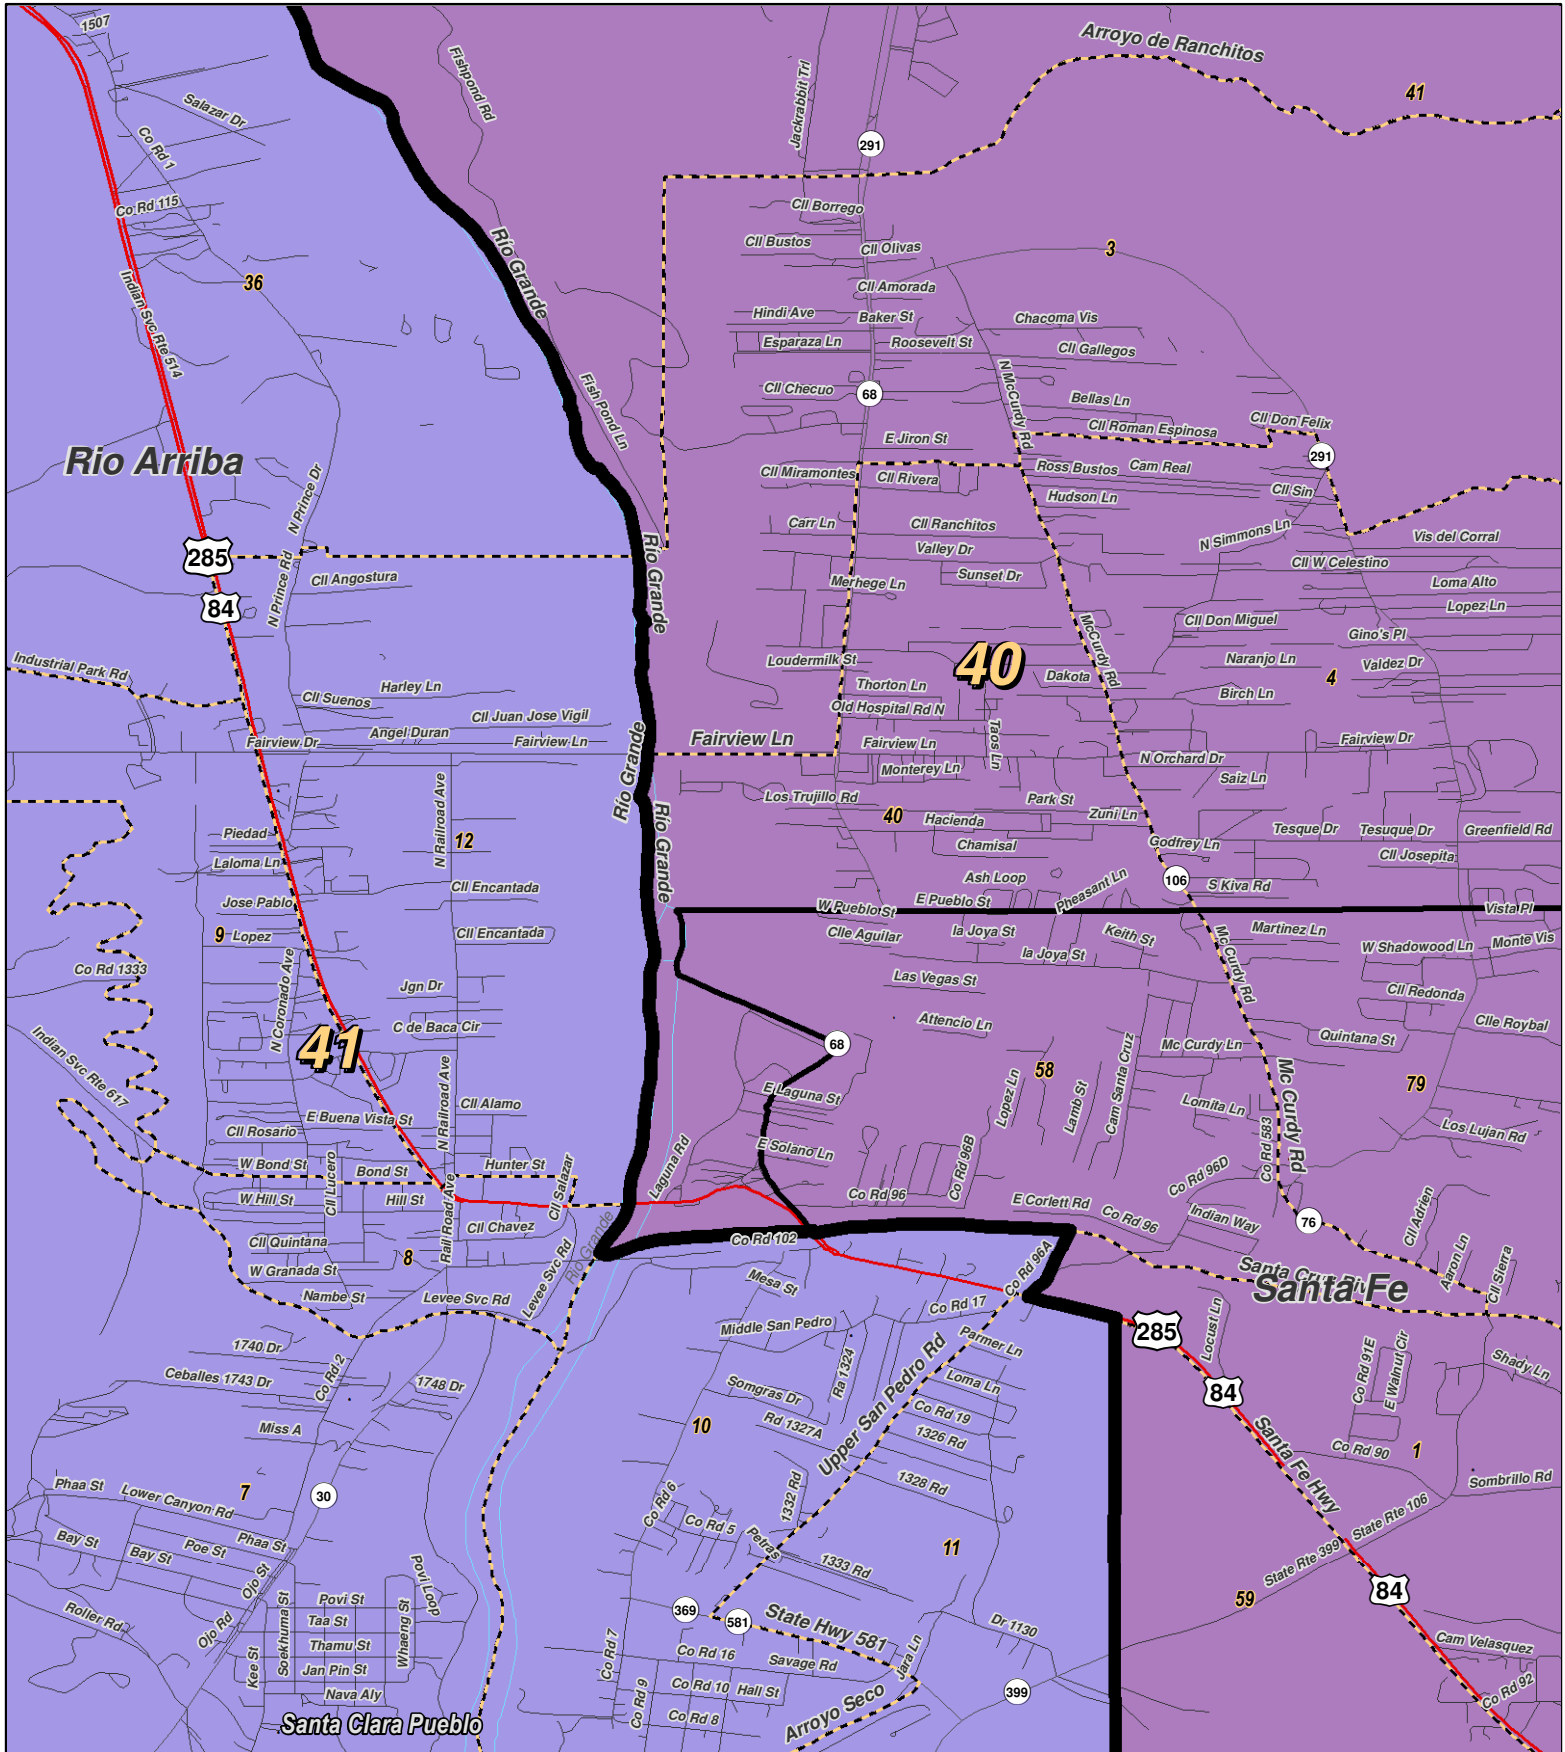 1507
Salazar Dr
Co Rd 1
Co Rd 115
36
Indian Svc Rte 514
Fishpond Rd
Jackrabbit Trl
291
Arroyo de Ranchitos
41
Cll Borrego
Cll Bustos
Cll Olivas
3
Cll Amorada
Río Grande
Hindi Ave
Baker St
Chacoma Vis
Esparaza Ln
Roosevelt St
Cll Gallegos
Cll Checuo
68
N McCurdy Rd
Bellas Ln
Cll Don Felix
Cll Roman Espinosa
Fish Pond Ln
E Jiron St
291
Rio Arriba
Cll Miramontes
Cll Rivera
Ross Bustos
Cam Real
Cll Sin
Hudson Ln
N Prince Dr
Carr Ln
Cll Ranchitos
N Simmons Ln
Vis del Corral
285
Valley Dr
Cll W Celestino
Río Grande
N Prince Rd
Cll Angostura
Merhege Ln
Sunset Dr
Loma Alto
84
Lopez Ln
Cll Don Miguel
Gino's Pl
McCurdy Rd
Industrial Park Rd
Loudermilk St
40
Dakota
Naranjo Ln
Valdez Dr
4
Harley Ln
Thorton Ln
Birch Ln
Cll Suenos
Old Hospital Rd N
Cll Juan Jose Vigil
Angel Duran
Fairview Dr
Fairview Ln
Fairview Ln
Fairview Ln
Taos Ln
N Orchard Dr
Fairview Dr
Río Grande
Monterey Ln
Saiz Ln
N Railroad Ave
Los Trujillo Rd
Park St
Piedad
12
Río Grande
40
Hacienda
Zuni Ln
Tesque Dr
Tesuque Dr
Greenfield Rd
Laloma Ln
Chamisal
Godfrey Ln
Cll Josepita
Cll Encantada
Ash Loop
Pheasant Ln
106
S Kiva Rd
Jose Pablo
W Pueblo St
E Pueblo St
Vista Pl
9
Lopez
Cll Encantada
Clle Aguilar
la Joya St
Keith St
Mc Curdy Rd
Martinez Ln
Monte Vis
W Shadowood Ln
la Joya St
Co Rd 1333
N Coronado Ave
Jgn Dr
Las Vegas St
Cll Redonda
C de Baca Cir
Attencio Ln
Clle Roybal
Indian Svc Rte 617
41
68
Mc Curdy Ln
Quintana St
58
79
N Railroad Ave
Cll Alamo
E Laguna St
Lopez Ln
Lamb St
Cam Santa Cruz
Lomita Ln
Mc Curdy Rd
E Buena Vista St
Cll Rosario
Co Rd 583
Los Lujan Rd
W Bond St
Cll Lucero
Bond St
Hunter St
Cll Salazar
Laguna Rd
E Solano Ln
Co Rd 96B
Co Rd 96D
W Hill St
Hill St
Rail Road Ave
Co Rd 96
E Corlett Rd
Co Rd 96
Indian Way
76
Cll Adrien
Cll Chavez
Cll Quintana
8
Levee Svc Rd
Río Grande
Co Rd 102
Co Rd 96A
Santa Cruz Riv
Santa Fe
Aaron Ln
Cll Sierra
W Granada St
Nambe St
Levee Svc Rd
Mesa St
Co Rd 17
Middle San Pedro
Parmer Ln
285
Locust Ln
1740 Dr
Co Rd 2
Ra 1324
Upper San Pedro Rd
Co Rd 91E
E Walnut Cir
Shady Ln
Ceballes 1743 Dr
1748 Dr
Somgras Dr
Loma Ln
84
Miss A
10
Rd 1327A
Co Rd 19
1326 Rd
Santa Fe Hwy
Co Rd 90
1
7
30
Phaa St
Lower Canyon Rd
Co Rd 6
1332 Rd
1328 Rd
Sombrillo Rd
Bay St
Bay St
Poe St
Phaa St
Co Rd 5
Petras
11
State Rte 106
State Rte 399
Ojo St
Povi Loop
1333 Rd
59
84
Roller Rd
Ojo Rd
Soekhuma St
Povi St
Taa St
Whaeng St
369
581
State Hwy 581
Dr 1130
Kee St
Thamu St
Co Rd 7
Co Rd 16
Savage Rd
Jara Ln
Cam Velasquez
Jan Pin St
Co Rd 9
Co Rd 10
Hall St
399
Co Rd 92
Nava Aly
Co Rd 8
Arroyo Seco
Santa Clara Pueblo